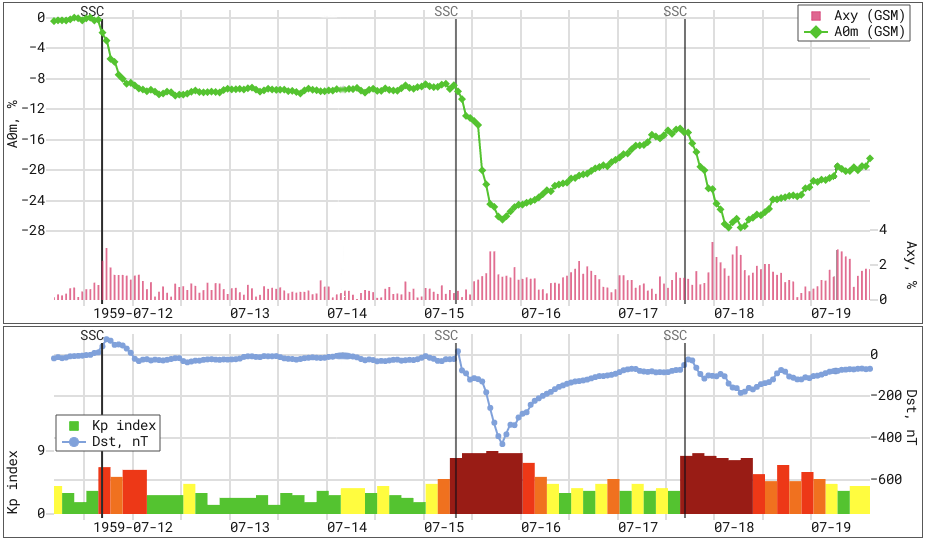 SSC SSC SSC
Axy (GSM)
A0m (GSM)
0
-4
-8
-12
-16
-20
-24
-28
A0m, %
4
2
0
Axy, %
1959-07-12 07-13 07-14 07-15 07-16 07-17 07-18 07-19
SSC SSC SSC
0
-200
-400
-600
Dst, nT
Kp index
Dst, nT
9
0
Kp index
1959-07-12 07-13 07-14 07-15 07-16 07-17 07-18 07-19